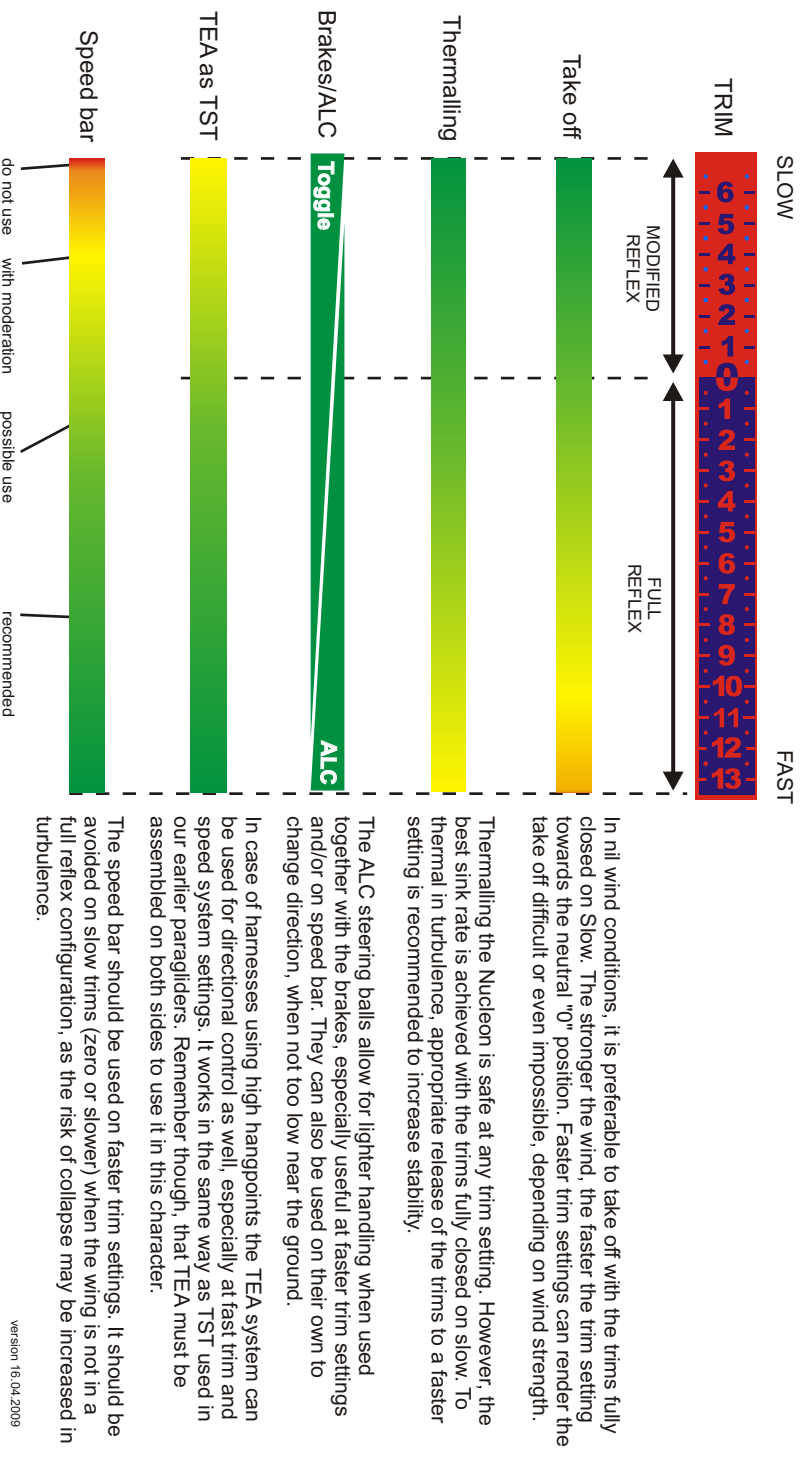 SLOW
FAST
TRIM
6 5 4 3 2 1 0 1 2 3 4 5 6 7 8 9 10 11 12 13
MODIFIED
REFLEX
FULL
REFLEX
Take off
In nil wind conditions, it is preferable to take off with the trims fully
closed on Slow. The stronger the wind, the faster the trim setting
towards the neutral "0" position. Faster trim settings can render the
take off difficult or even impossible, depending on wind strength.
Thermalling
Thermalling the Nucleon is safe at any trim setting. However, the
best sink rate is achieved with the trims fully closed on slow. To
thermal in turbulence, appropriate release of the trims to a faster
setting is recommended to increase stability.
Brakes/ALC
Toggle
ALC
The ALC steering balls allow for lighter handling when used
together with the brakes, especially useful at faster trim settings
and/or on speed bar. They can also be used on their own to
change direction, when not too low near the ground.
TEA as TST
In case of harnesses using high hangpoints the TEA system can
be used for directional control as well, especially at fast trim and
speed system settings. It works in the same way as TST used in
our earlier paragliders. Remember though, that TEA must be
assembled on both sides to use it in this character.
Speed bar
The speed bar should be used on faster trim settings. It should be
avoided on slow trims (zero or slower) when the wing is not in a
full reflex configuration, as the risk of collapse may be increased in
turbulence.
do not use
with moderation
possible use
recommended
version 16.04.2009